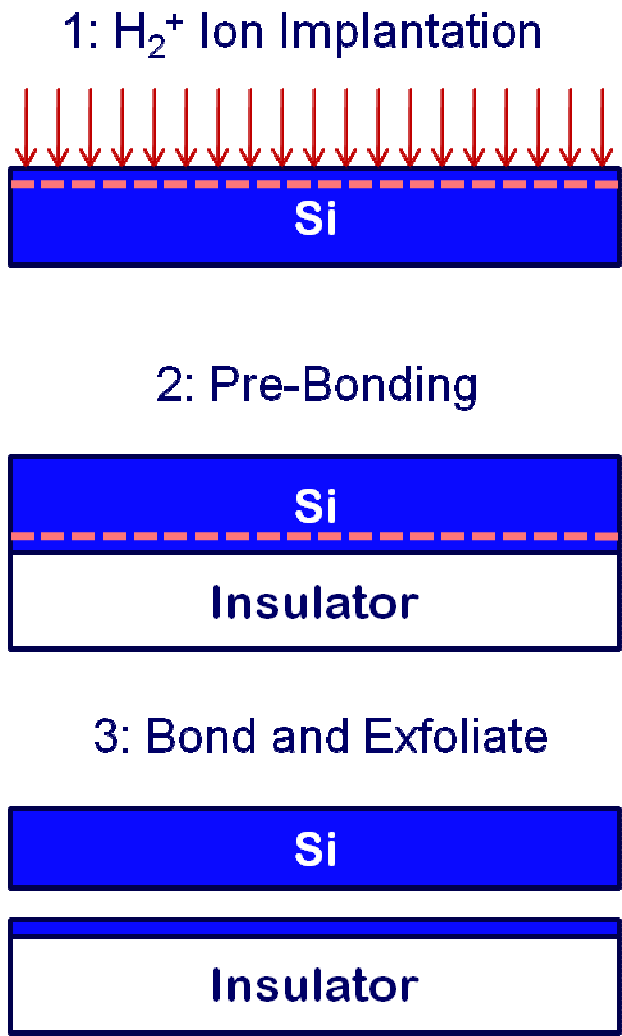 1: H₂⁺ Ion Implantation
Si
2: Pre-Bonding
Si
Insulator
3: Bond and Exfoliate
Si
Insulator